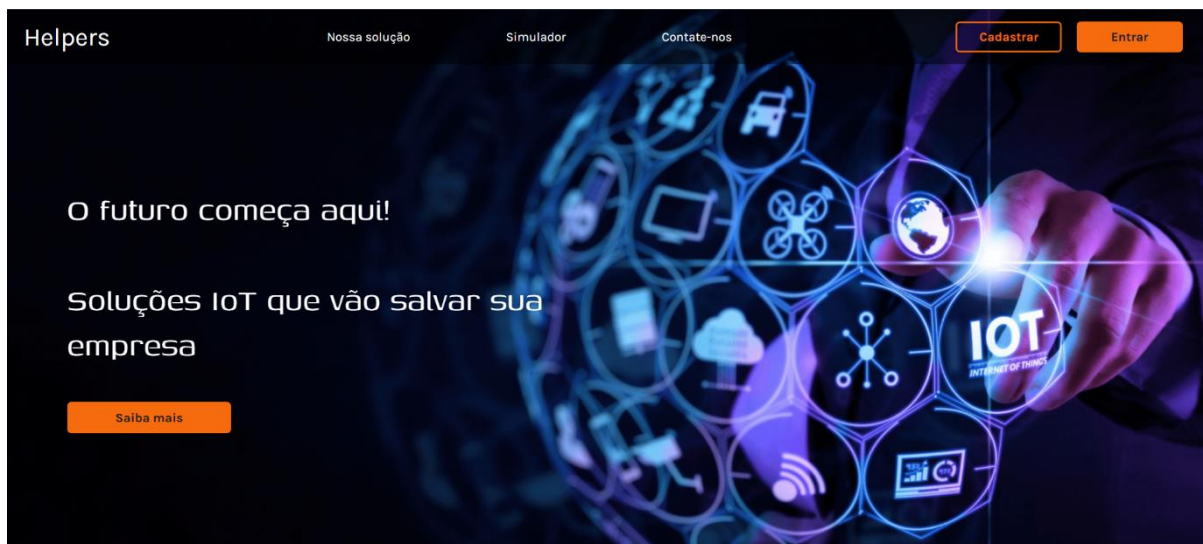 Helpers
Nossa solução
Simulador
Contate-nos
Cadastrar
Entrar
O futuro começa aqui!
Soluções IoT que vão salvar sua
empresa
Saiba mais
IOT
INTERNET OF THINGS